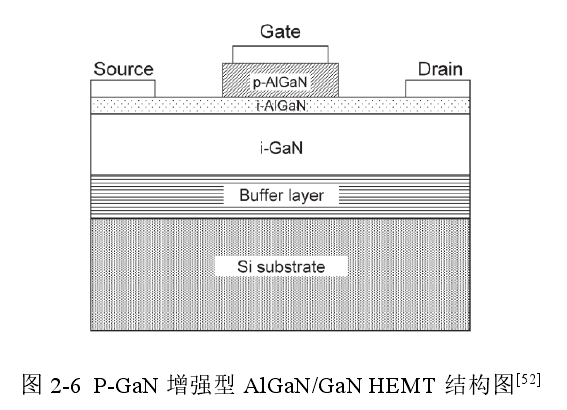 Gate
Source
p-AlGaN
Drain
i-AlGaN
i-GaN
Buffer layer
Si substrate
图 2-6 P-GaN 增强型 AlGaN/GaN HEMT 结构图[52]